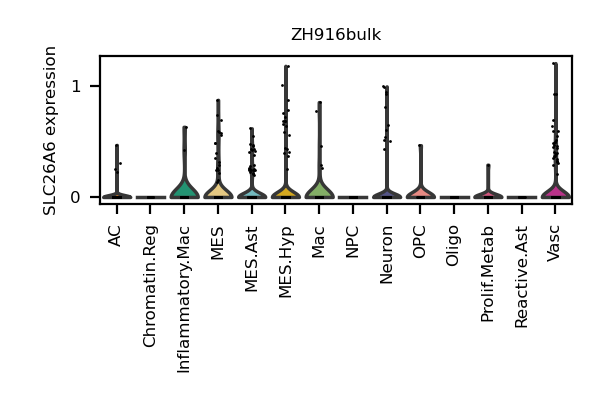 ZH916bulk
SLC26A6 expression
1
0
AC
Chromatin.Reg
Inflammatory.Mac
MES
MES.Ast
MES.Hyp
Mac
NPC
Neuron
OPC
Oligo
Prolif.Metab
Reactive.Ast
Vasc